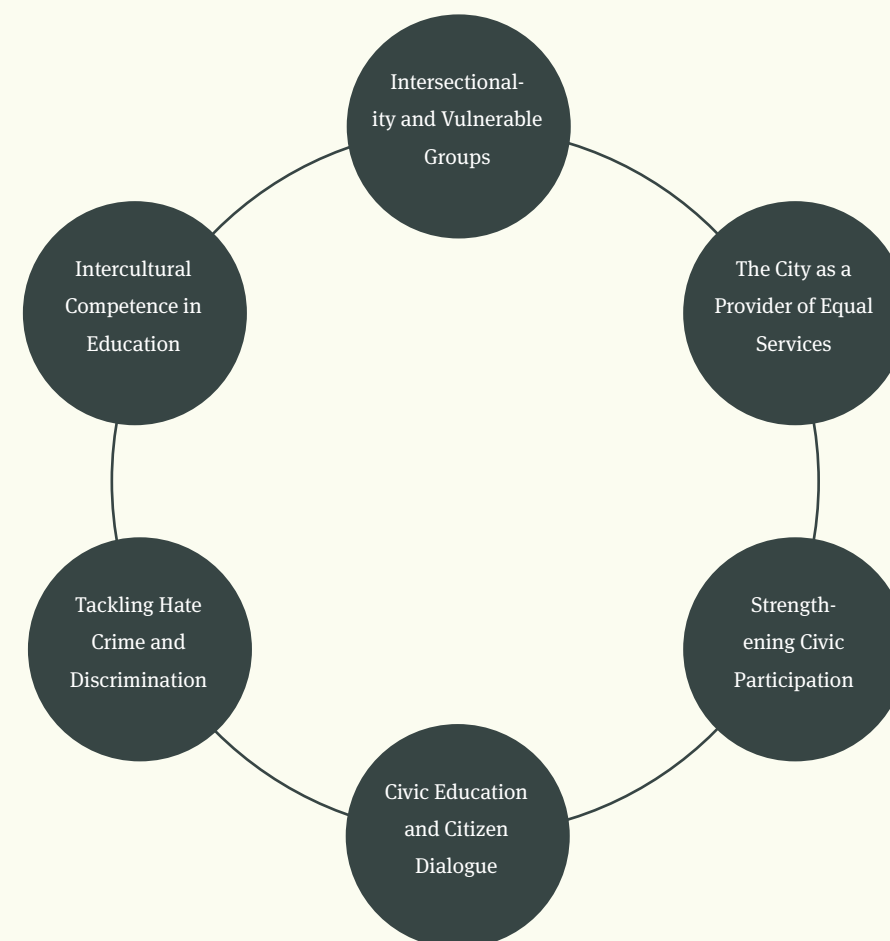 Intersectional-
ity and Vulnerable
Groups
The City as a
Provider of Equal
Services
Strength-
ening Civic
Participation
Civic Education
and Citizen
Dialogue
Tackling Hate
Crime and
Discrimination
Intercultural
Competence in
Education